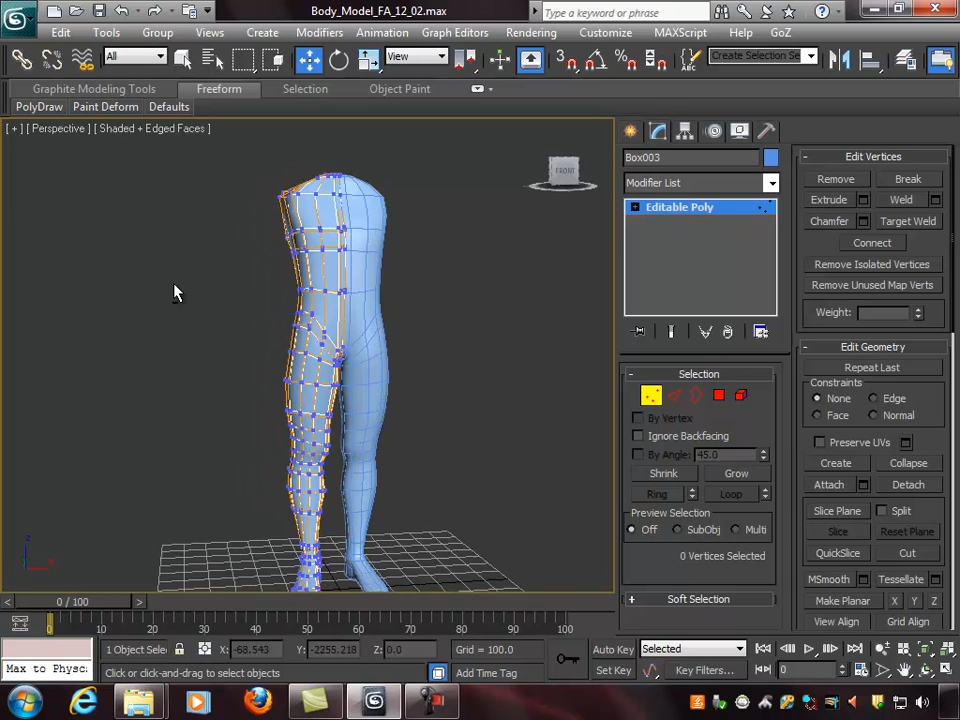 Body_Model_FA_12_02.max
Type a keyword or phrase
Edit Tools Group Views Create Modifiers Animation Graph Editors Rendering Customize MAXScript Help GoZ
All View Create Selection Se
Graphite Modeling Tools Freeform Selection Object Paint
PolyDraw Paint Deform Defaults
[ + ] [ Perspective ] [ Shaded + Edged Faces ]
FRONT
Box003
Modifier List
Editable Poly
Selection
By Vertex
Ignore Backfacing
By Angle: 45.0
Shrink Grow
Ring Loop
Preview Selection
Off SubObj Multi
0 Vertices Selected
Soft Selection
Edit Vertices
Remove Break
Extrude Weld
Chamfer Target Weld
Connect
Remove Isolated Vertices
Remove Unused Map Verts
Weight:
Edit Geometry
Repeat Last
Constraints
None Edge
Face Normal
Preserve UVs
Create Collapse
Attach Detach
Slice Plane Split
Slice Reset Plane
QuickSlice Cut
MSmooth Tessellate
Make Planar X Y Z
View Align Grid Align
z
x
0 / 100
0 10 20 30 40 50 60 70 80 90 100
1 Object Sele X: -68.543 Y: -2255.218 Z: 0.0 Grid = 100.0 Auto Key Selected
Max to Physc Click or click-and-drag to select objects Add Time Tag Set Key Key Filters... 0